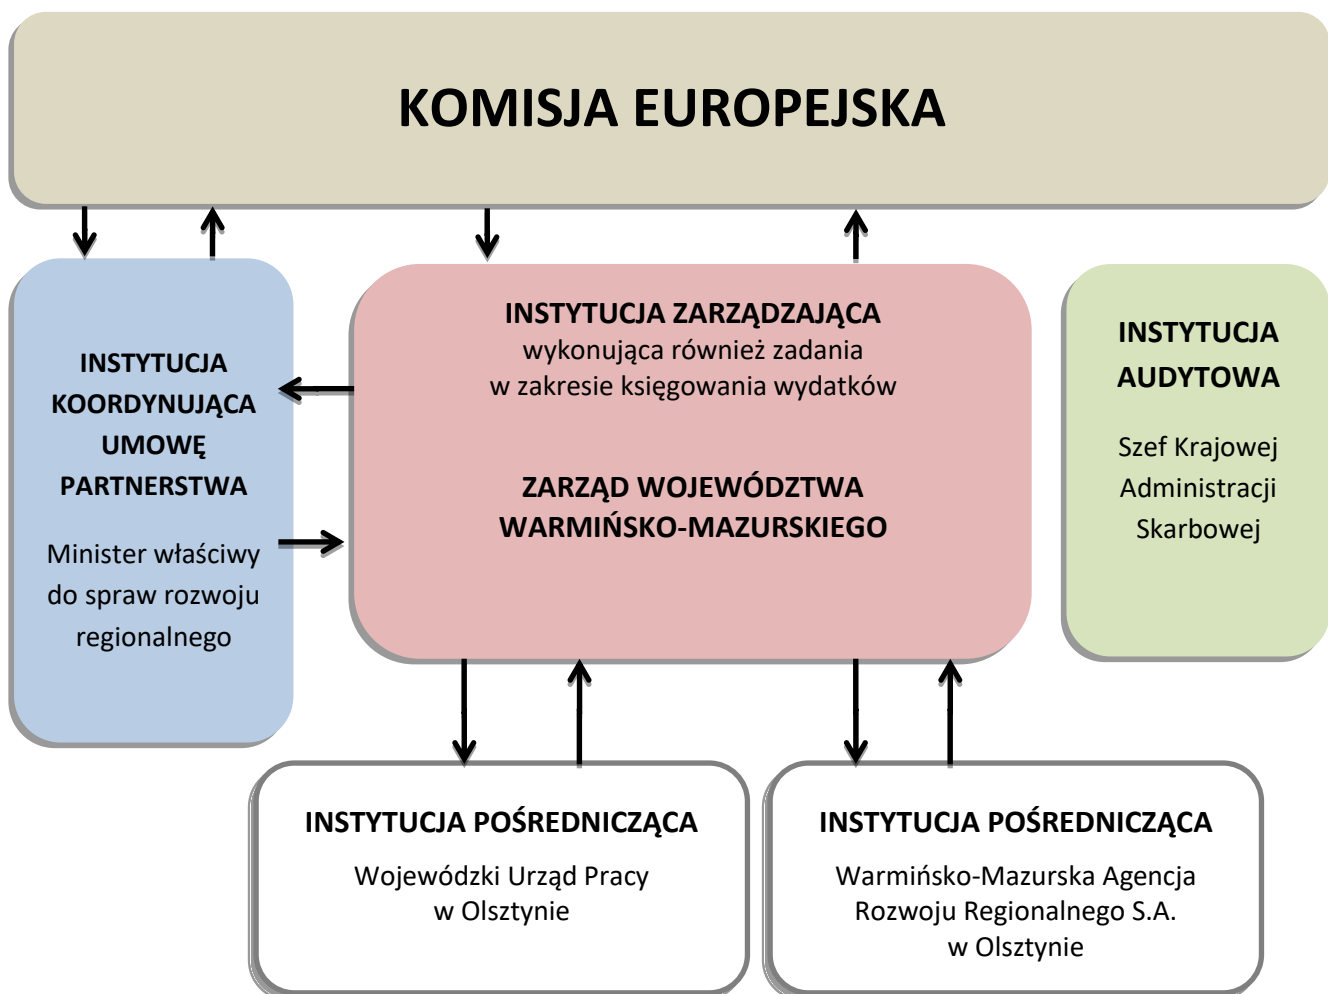 KOMISJA EUROPEJSKA
INSTYTUCJA
KOORDYNUJĄCA
UMOWĘ
PARTNERSTWA
Minister właściwy
do spraw rozwoju
regionalnego
INSTYTUCJA ZARZĄDZAJĄCA
wykonująca również zadania
w zakresie księgowania wydatków
ZARZĄD WOJEWÓDZTWA
WARMIŃSKO-MAZURSKIEGO
INSTYTUCJA
AUDYTOWA
Szef Krajowej
Administracji
Skarbowej
INSTYTUCJA POŚREDNICZĄCA
Wojewódzki Urząd Pracy
w Olsztynie
INSTYTUCJA POŚREDNICZĄCA
Warmińsko-Mazurska Agencja
Rozwoju Regionalnego S.A.
w Olsztynie